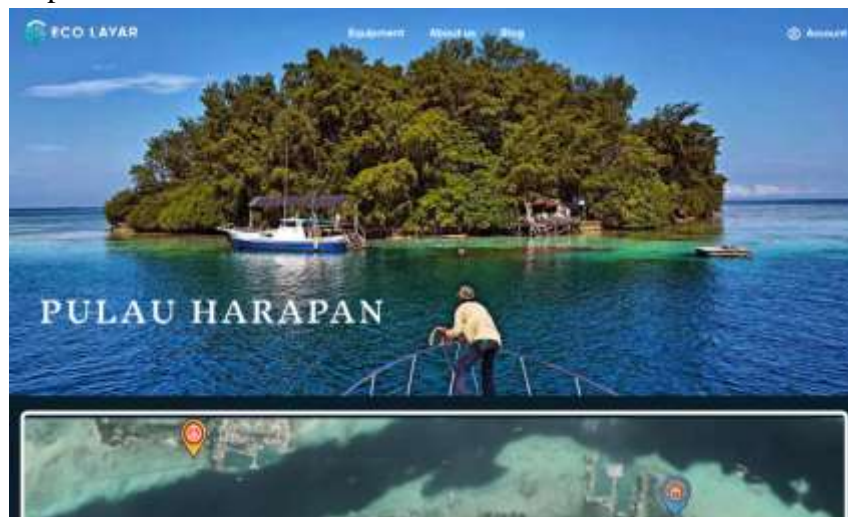 ECO LAYAR
Equipment
About us
Blog
Account
PULAU HARAPAN